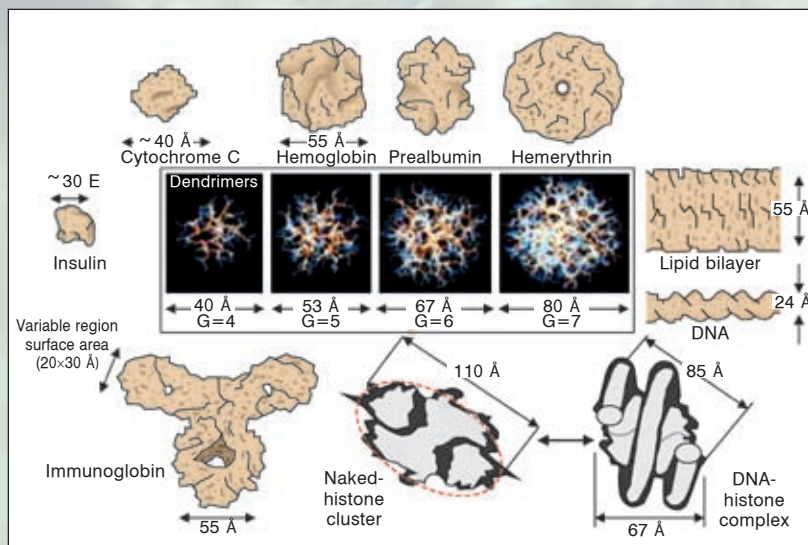 ~40 Å
Cytochrome C
55 Å
Hemoglobin
Prealbumin
Hemerythrin
~30 E
Insulin
Dendrimers
40 Å
G=4
53 Å
G=5
67 Å
G=6
80 Å
G=7
55 Å
Lipid bilayer
24 Å
DNA
Variable region
surface area
(20×30 Å)
Immunoglobin
55 Å
110 Å
Naked-
histone
cluster
85 Å
DNA-
histone
complex
67 Å